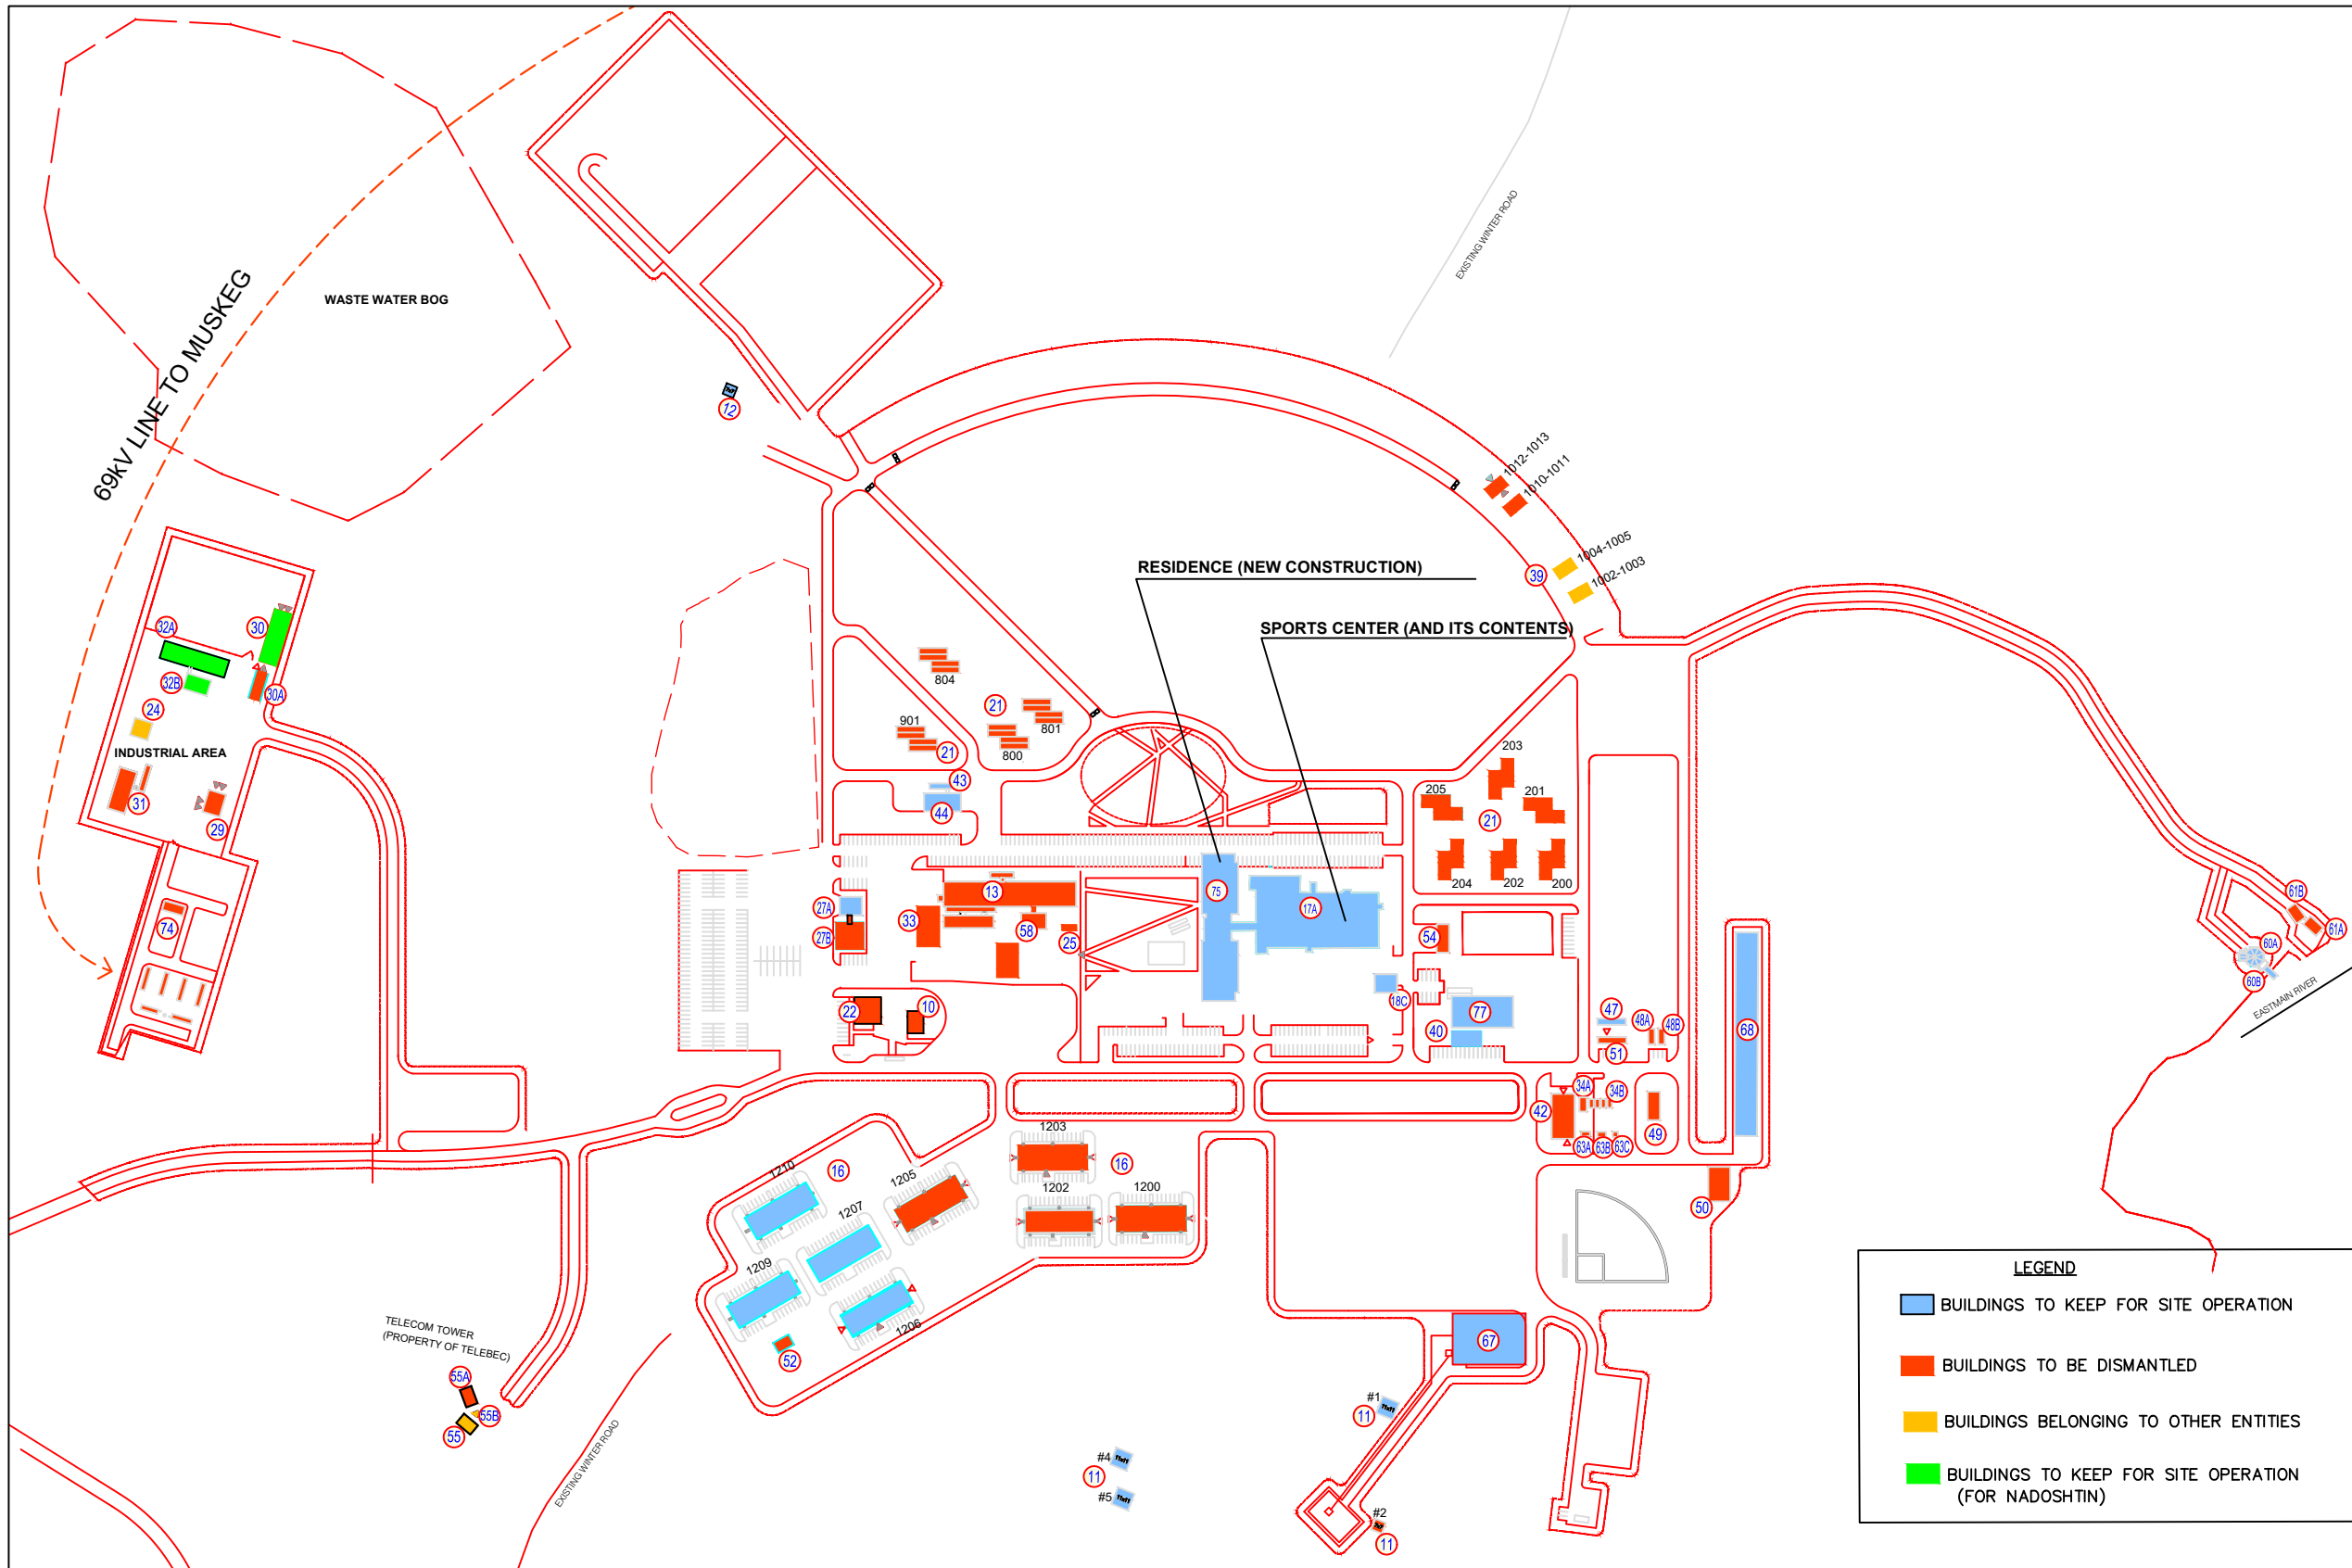 WASTE WATER BOG
69kV LINE TO MUSKEG
EXISTING WINTER ROAD
12
1012-1013
1010-1011
1004-1005
1002-1003
39
RESIDENCE (NEW CONSTRUCTION)
SPORTS CENTER (AND ITS CONTENTS)
32A
30
32B
30A
24
INDUSTRIAL AREA
31
29
74
804
21
801
901
800
21
43
44
203
205
201
21
204
202
200
13
75
17A
27A
27B
33
58
25
54
22
10
18C
77
40
47
48A
48B
51
68
61B
61A
60A
60B
EASTMAIN RIVER
34A
34B
42
49
63A
63B
63C
50
1203
16
1202
1200
1210
16
1205
1207
1209
1206
52
TELECOM TOWER
(PROPERTY OF TELEBEC)
55A
55B
55
EXISTING WINTER ROAD
67
#1
11
#4
11
#5
#2
11
LEGEND
BUILDINGS TO KEEP FOR SITE OPERATION
BUILDINGS TO BE DISMANTLED
BUILDINGS BELONGING TO OTHER ENTITIES
BUILDINGS TO KEEP FOR SITE OPERATION
(FOR NADOSHTIN)